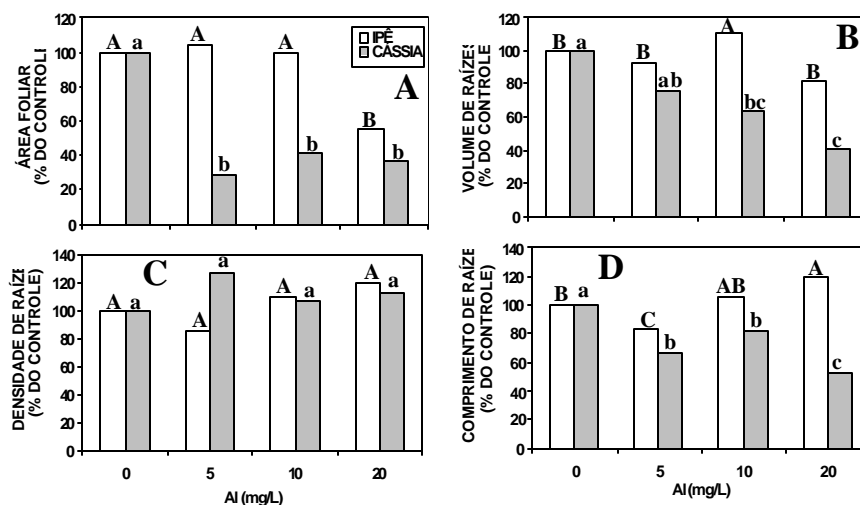 ÁREA FOLIAR
(% DO CONTROLE
120
100
80
60
40
20
0
A a A b A b B b
IPÊ
CÁSSIA
A
VOLUME DE RAÍZES
(% DO CONTROLE
120
100
80
60
40
20
0
B a B ab A bc B c
B
DENSIDADE DE RAÍZE
(% DO CONTROLE)
140
120
100
80
60
40
20
0
A a A a A a A a
C
0 5 10 20
Al (mg/L)
COMPRIMENTO DE RAÍZE
(% DO CONTROLE)
140
120
100
80
60
40
20
0
B a C b AB b A c
D
0 5 10 20
Al (mg/L)